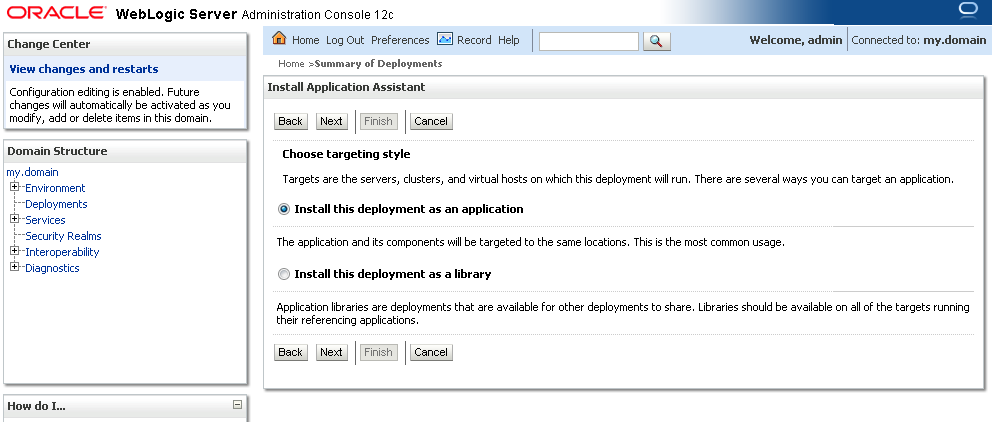 ORACLE WebLogic Server Administration Console 12c
Change Center
View changes and restarts
Configuration editing is enabled. Future
changes will automatically be activated as you
modify, add or delete items in this domain.
Domain Structure
my.domain
Environment
Deployments
Services
Security Realms
Interoperability
Diagnostics
How do I...
Home Log Out Preferences Record Help
Welcome, admin Connected to: my.domain
Home >Summary of Deployments
Install Application Assistant
Back Next Finish Cancel
Choose targeting style
Targets are the servers, clusters, and virtual hosts on which this deployment will run. There are several ways you can target an application.
Install this deployment as an application
The application and its components will be targeted to the same locations. This is the most common usage.
Install this deployment as a library
Application libraries are deployments that are available for other deployments to share. Libraries should be available on all of the targets running
their referencing applications.
Back Next Finish Cancel